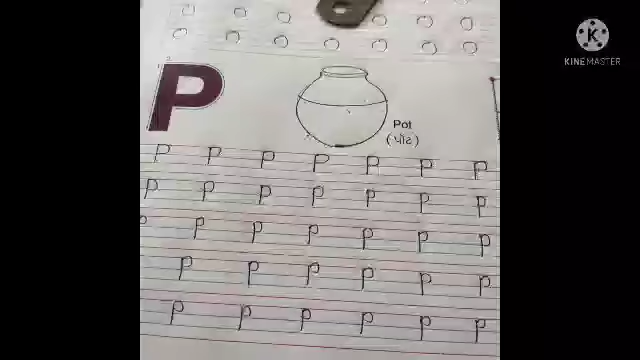 O O O O O O
O O O O O O O
P
Pot
(પોટ)
P P P P P P P
P P P P P P P
P P P P P P P
P P P P P P
P P P P P P
K
KINEMASTER